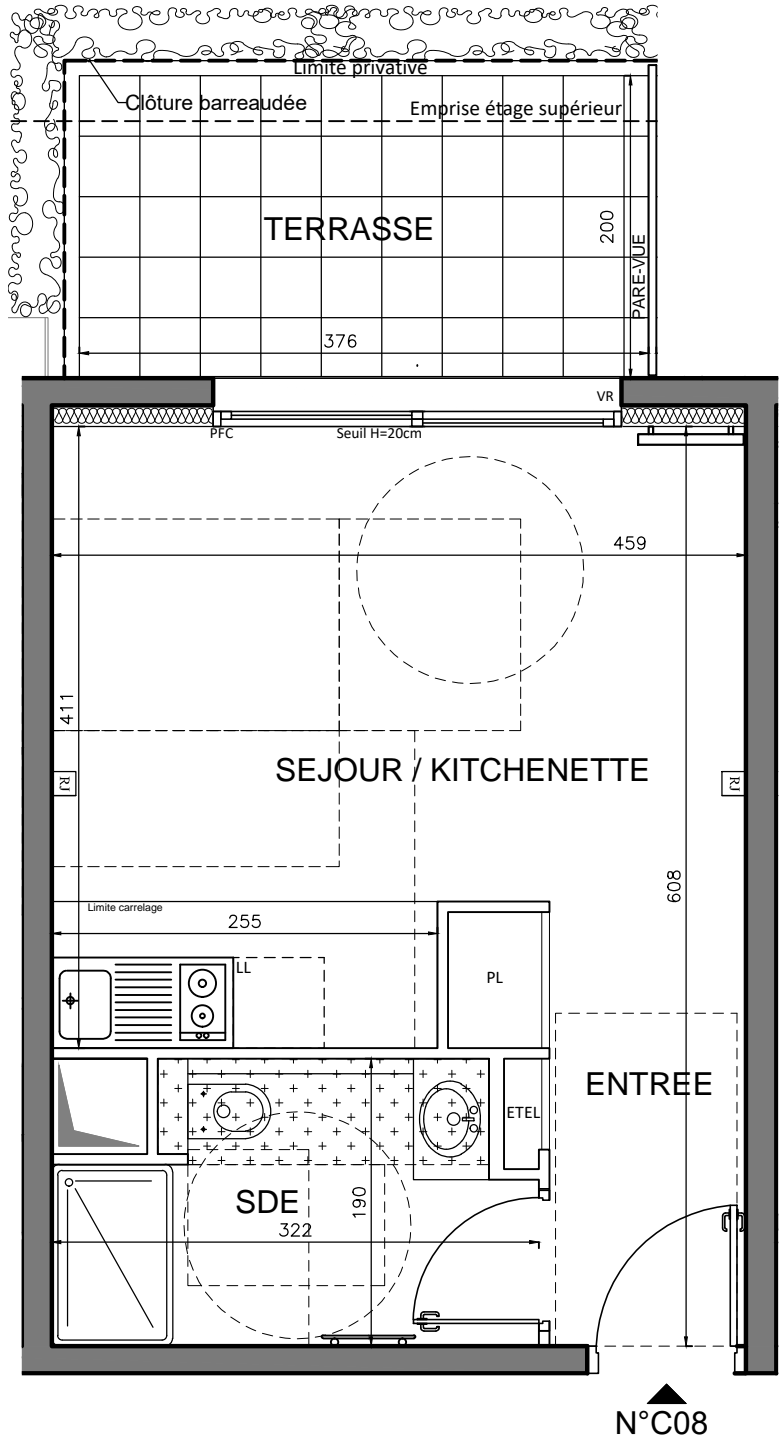 Limite privative
Clôture barreaudée
Emprise étage supérieur
TERRASSE
200
PARE-VUE
376
VR
PFC
Seuil H=20cm
459
411
SEJOUR / KITCHENETTE
RJ
RJ
608
Limite carrelage
255
LL
PL
ENTREE
ETEL
SDE
190
322
N°C08